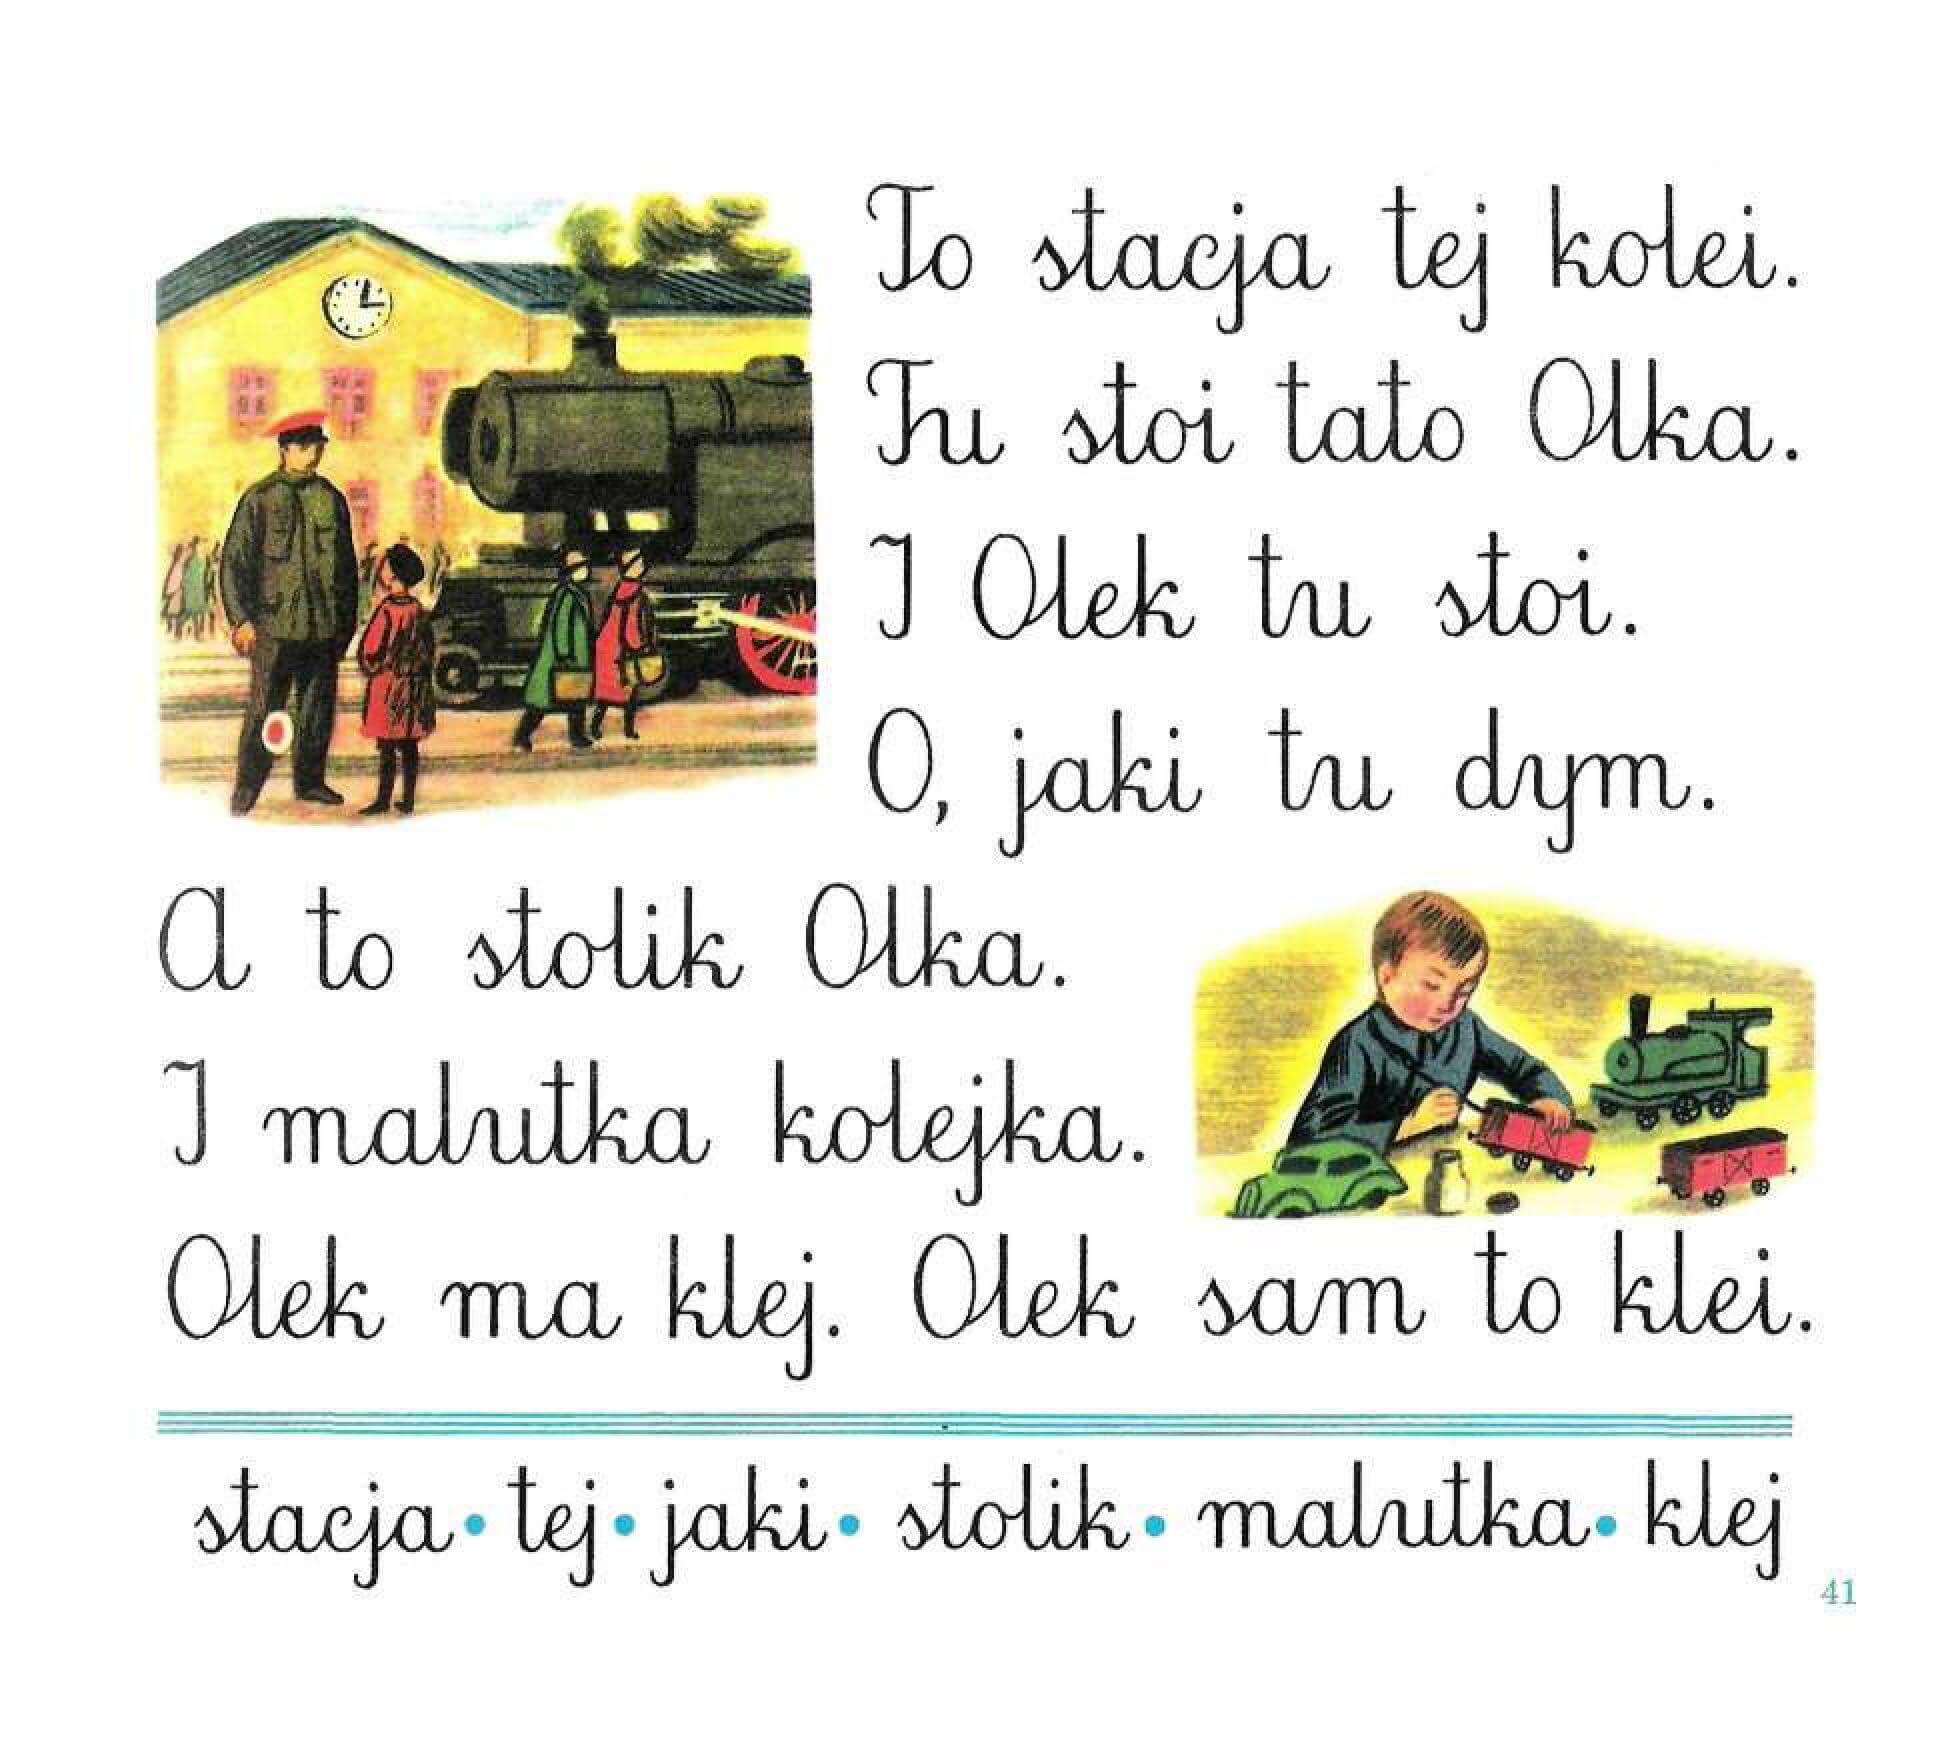 To stacja tej kolei.
Tu stoi tato Olka.
I Olek tu stoi.
O, jaki tu dym.
A to stolik Olka.
I malutka kolejka.
Olek ma klej. Olek sam to klei.
stacja • tej • jaki • stolik • malutka • klej
41